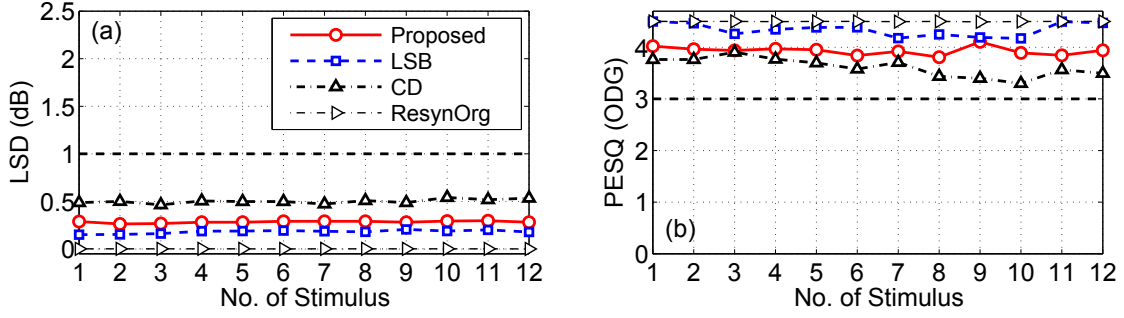 (a)
2.5
2
1.5
1
0.5
0
LSD (dB)
Proposed
LSB
CD
ResynOrg
1 2 3 4 5 6 7 8 9 10 11 12
No. of Stimulus
4
3
2
1
0
PESQ (ODG)
(b)
1 2 3 4 5 6 7 8 9 10 11 12
No. of Stimulus